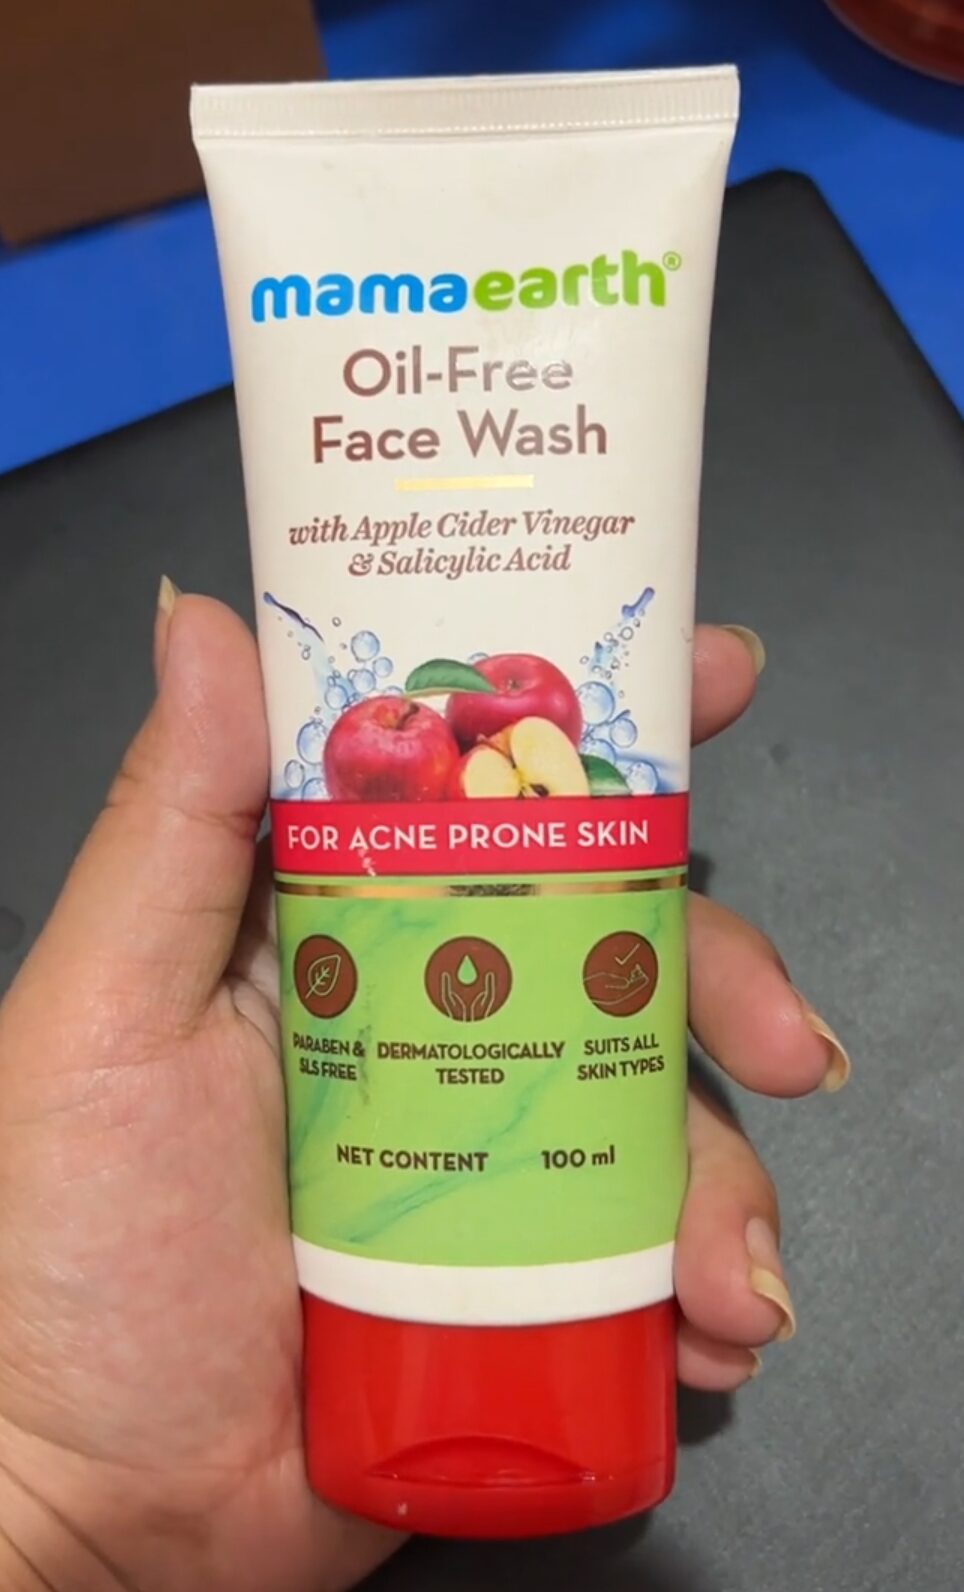 mamaearth®
Oil-Free
Face Wash
with Apple Cider Vinegar
& Salicylic Acid
FOR ACNE PRONE SKIN
PARABEN &
SLS FREE
DERMATOLOGICALLY
TESTED
SUITS ALL
SKIN TYPES
NET CONTENT 100 ml